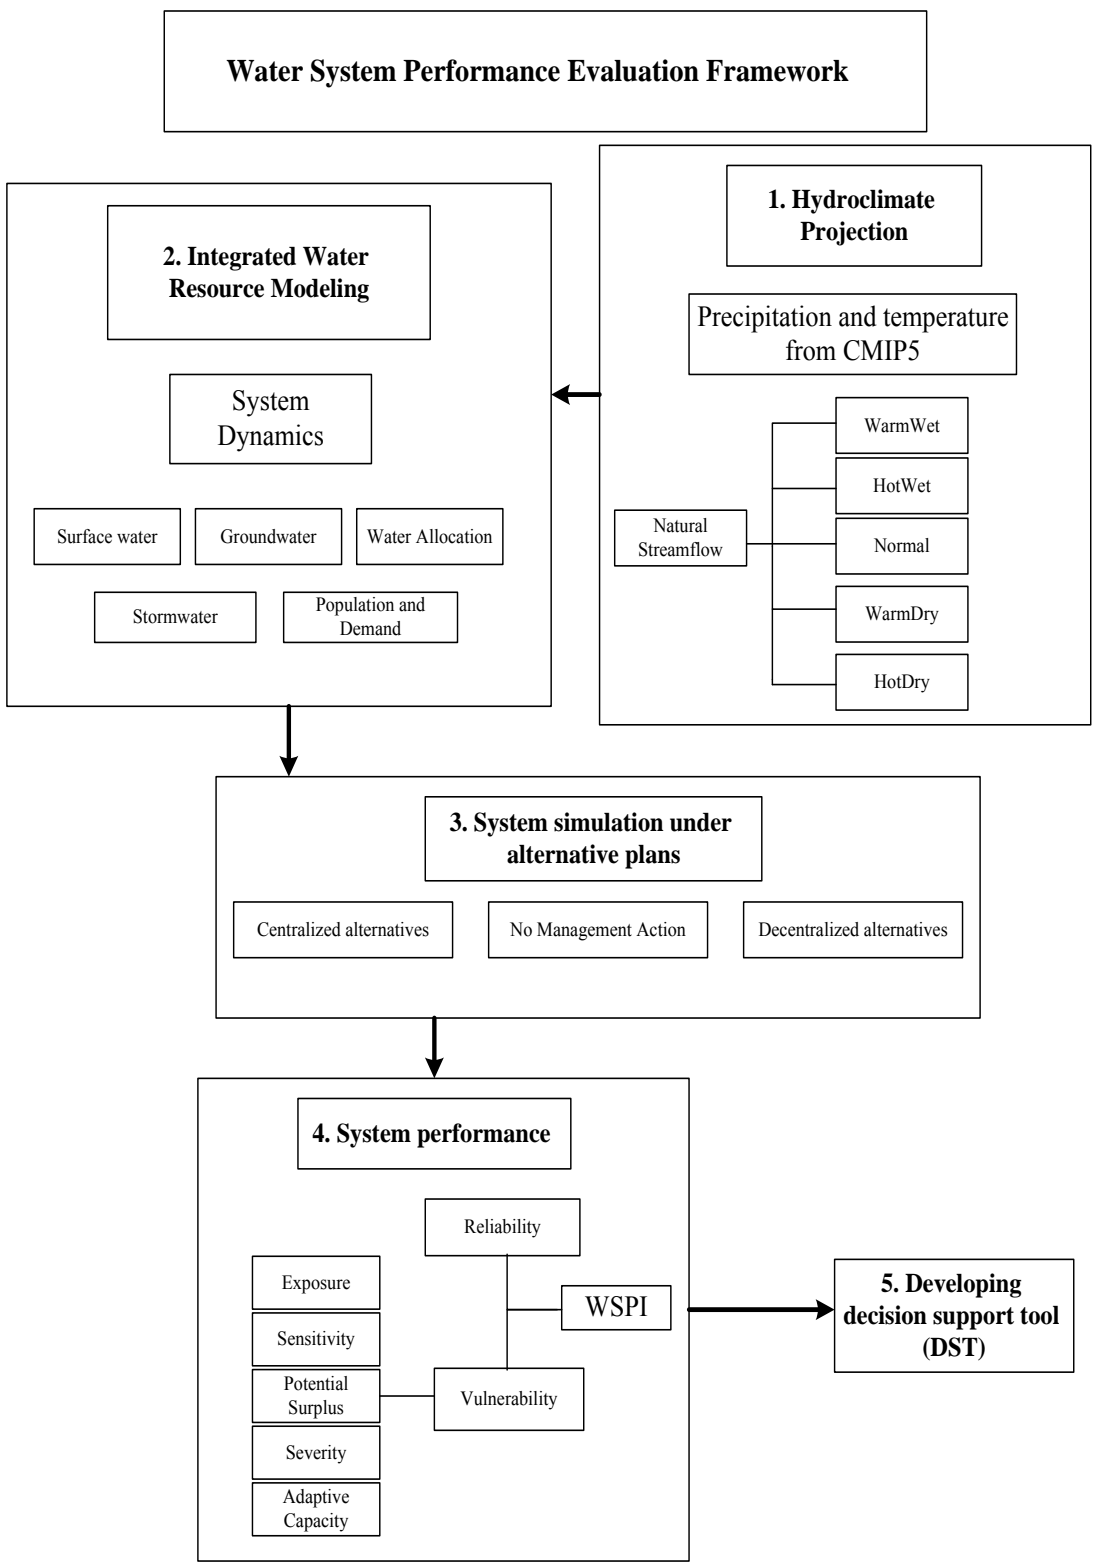 Water System Performance Evaluation Framework
1. Hydroclimate
Projection
Precipitation and temperature
from CMIP5
Natural
Streamflow
WarmWet
HotWet
Normal
WarmDry
HotDry
2. Integrated Water
Resource Modeling
System
Dynamics
Surface water
Groundwater
Water Allocation
Stormwater
Population and
Demand
3. System simulation under
alternative plans
Centralized alternatives
No Management Action
Decentralized alternatives
4. System performance
Reliability
Exposure
Sensitivity
Potential
Surplus
Severity
Adaptive
Capacity
WSPI
Vulnerability
5. Developing
decision support tool
(DST)